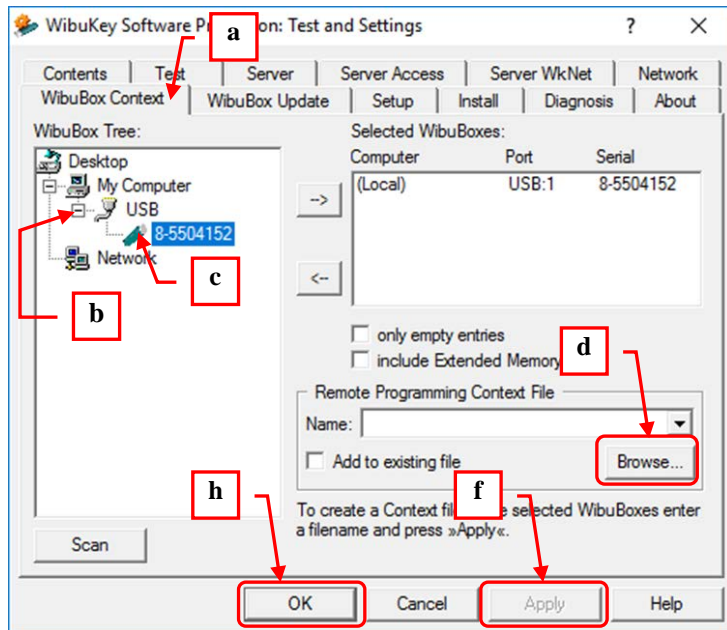 WibuKey Software P on: Test and Settings ? ✕
a
Contents Test Server Server Access Server WkNet Network
WibuBox Context WibuBox Update Setup Install Diagnosis About
WibuBox Tree:
Desktop
My Computer
USB
8-5504152
Network
b
c
Scan
-->
<--
Selected WibuBoxes:
Computer Port Serial
(Local) USB:1 8-5504152
only empty entries
include Extended Memory
d
Remote Programming Context File
Name:
Add to existing file Browse...
h
f
To create a Context fil e selected WibuBoxes enter
a filename and press »Apply«.
OK Cancel Apply Help